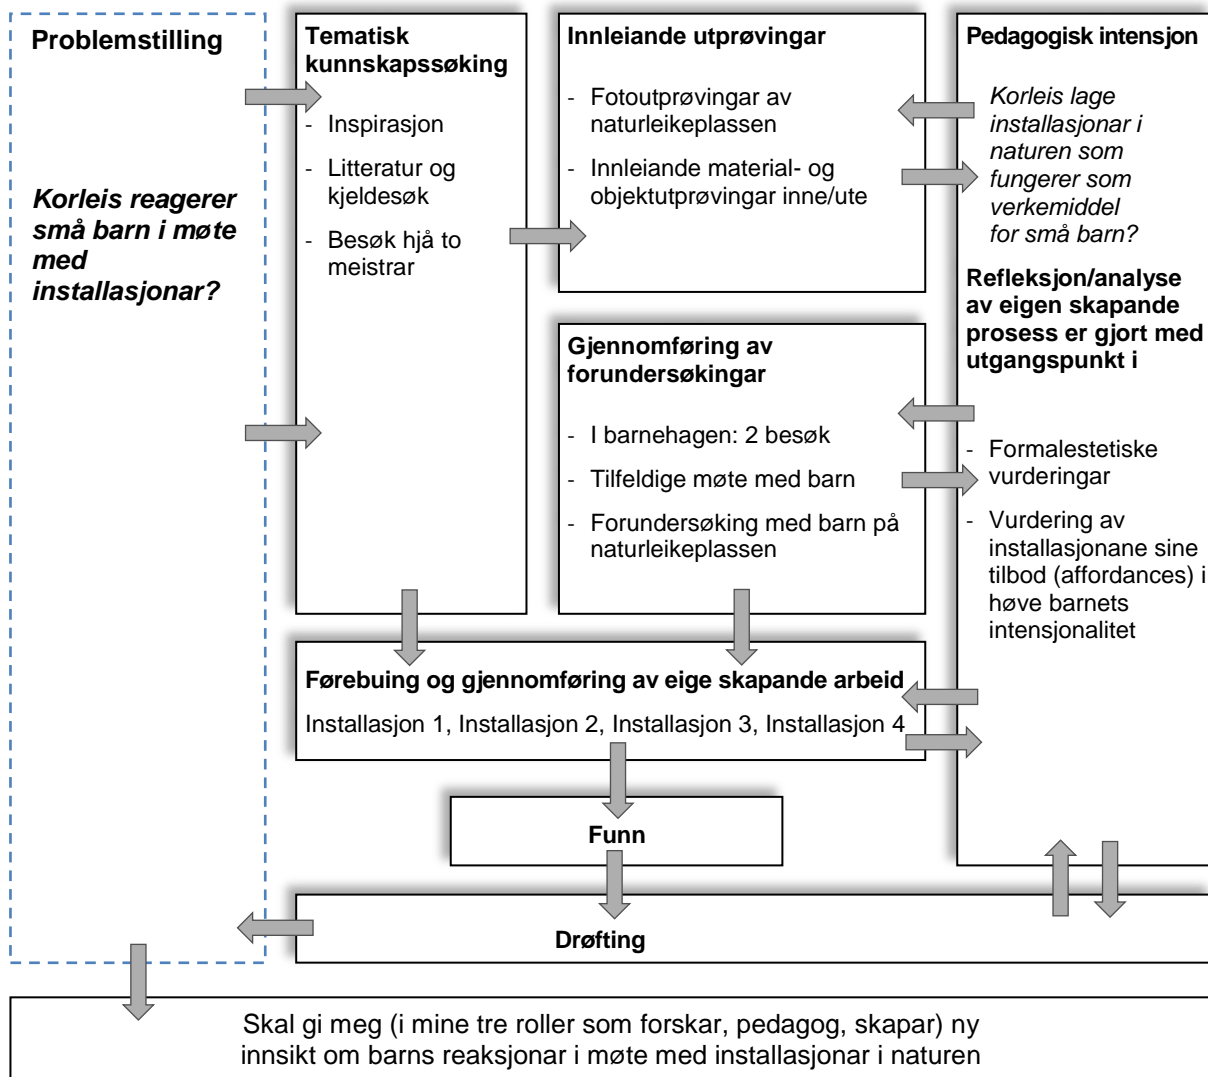 Problemstilling
Korleis reagerer
små barn i møte
med
installasjonar?
Tematisk
kunnskapssøking
- Inspirasjon
- Litteratur og
kjeldesøk
- Besøk hjå to
meistrar
Innleiande utprøvingar
- Fotoutprøvingar av
naturleikeplassen
- Innleiande material- og
objektutprøvingar inne/ute
Gjennomføring av
forundersøkingar
- I barnehagen: 2 besøk
- Tilfeldige møte med barn
- Forundersøking med barn på
naturleikeplassen
Pedagogisk intensjon
Korleis lage
installasjonar i
naturen som
fungerer som
verkemiddel
for små barn?
Refleksjon/analyse
av eigen skapande
prosess er gjort med
utgangspunkt i
- Formalestetiske
vurderingar
- Vurdering av
installasjonane sine
tilbod (affordances) i
høve barnets
intensjonalitet
Førebuing og gjennomføring av eige skapande arbeid
Installasjon 1, Installasjon 2, Installasjon 3, Installasjon 4
Funn
Drøfting
Skal gi meg (i mine tre roller som forskar, pedagog, skapar) ny
innsikt om barns reaksjonar i møte med installasjonar i naturen